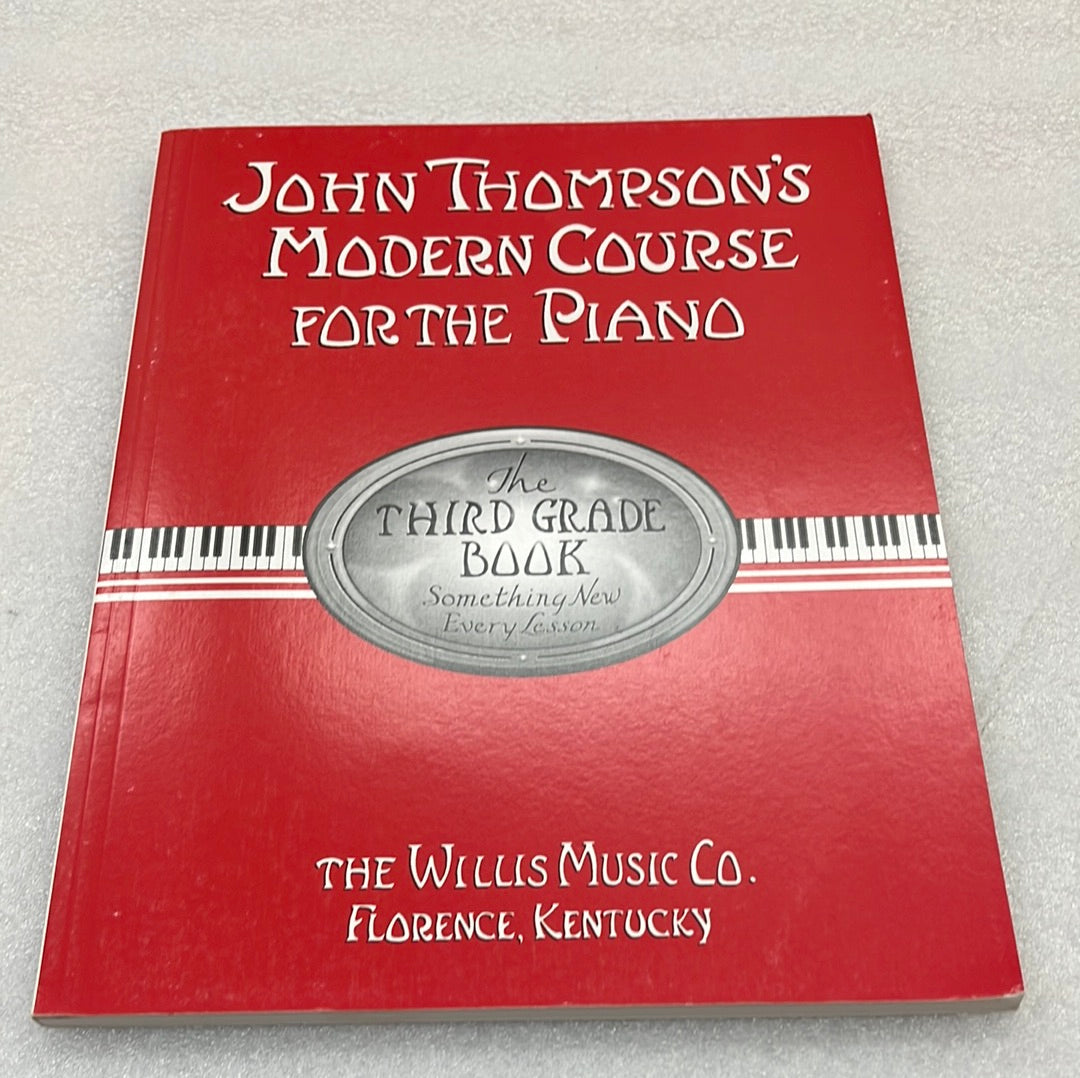 JOHN THOMPSON'S
MODERN COURSE
FOR THE PIANO
The
THIRD GRADE
BOOK
Something New
Every Lesson
THE WILLIS MUSIC CO.
FLORENCE, KENTUCKY